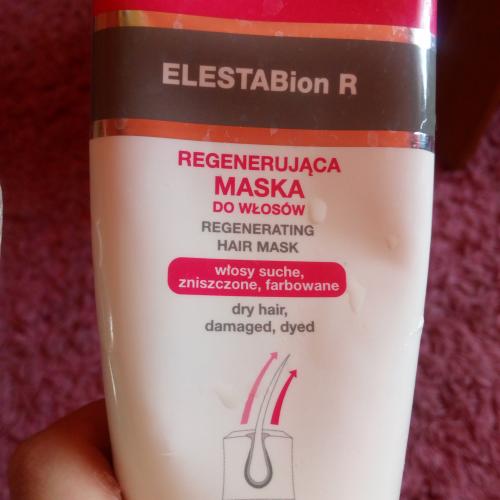 ELESTABion R
REGENERUJĄCA
MASKA
DO WŁOSÓW
REGENERATING
HAIR MASK
włosy suche,
zniszczone, farbowane
dry hair,
damaged, dyed